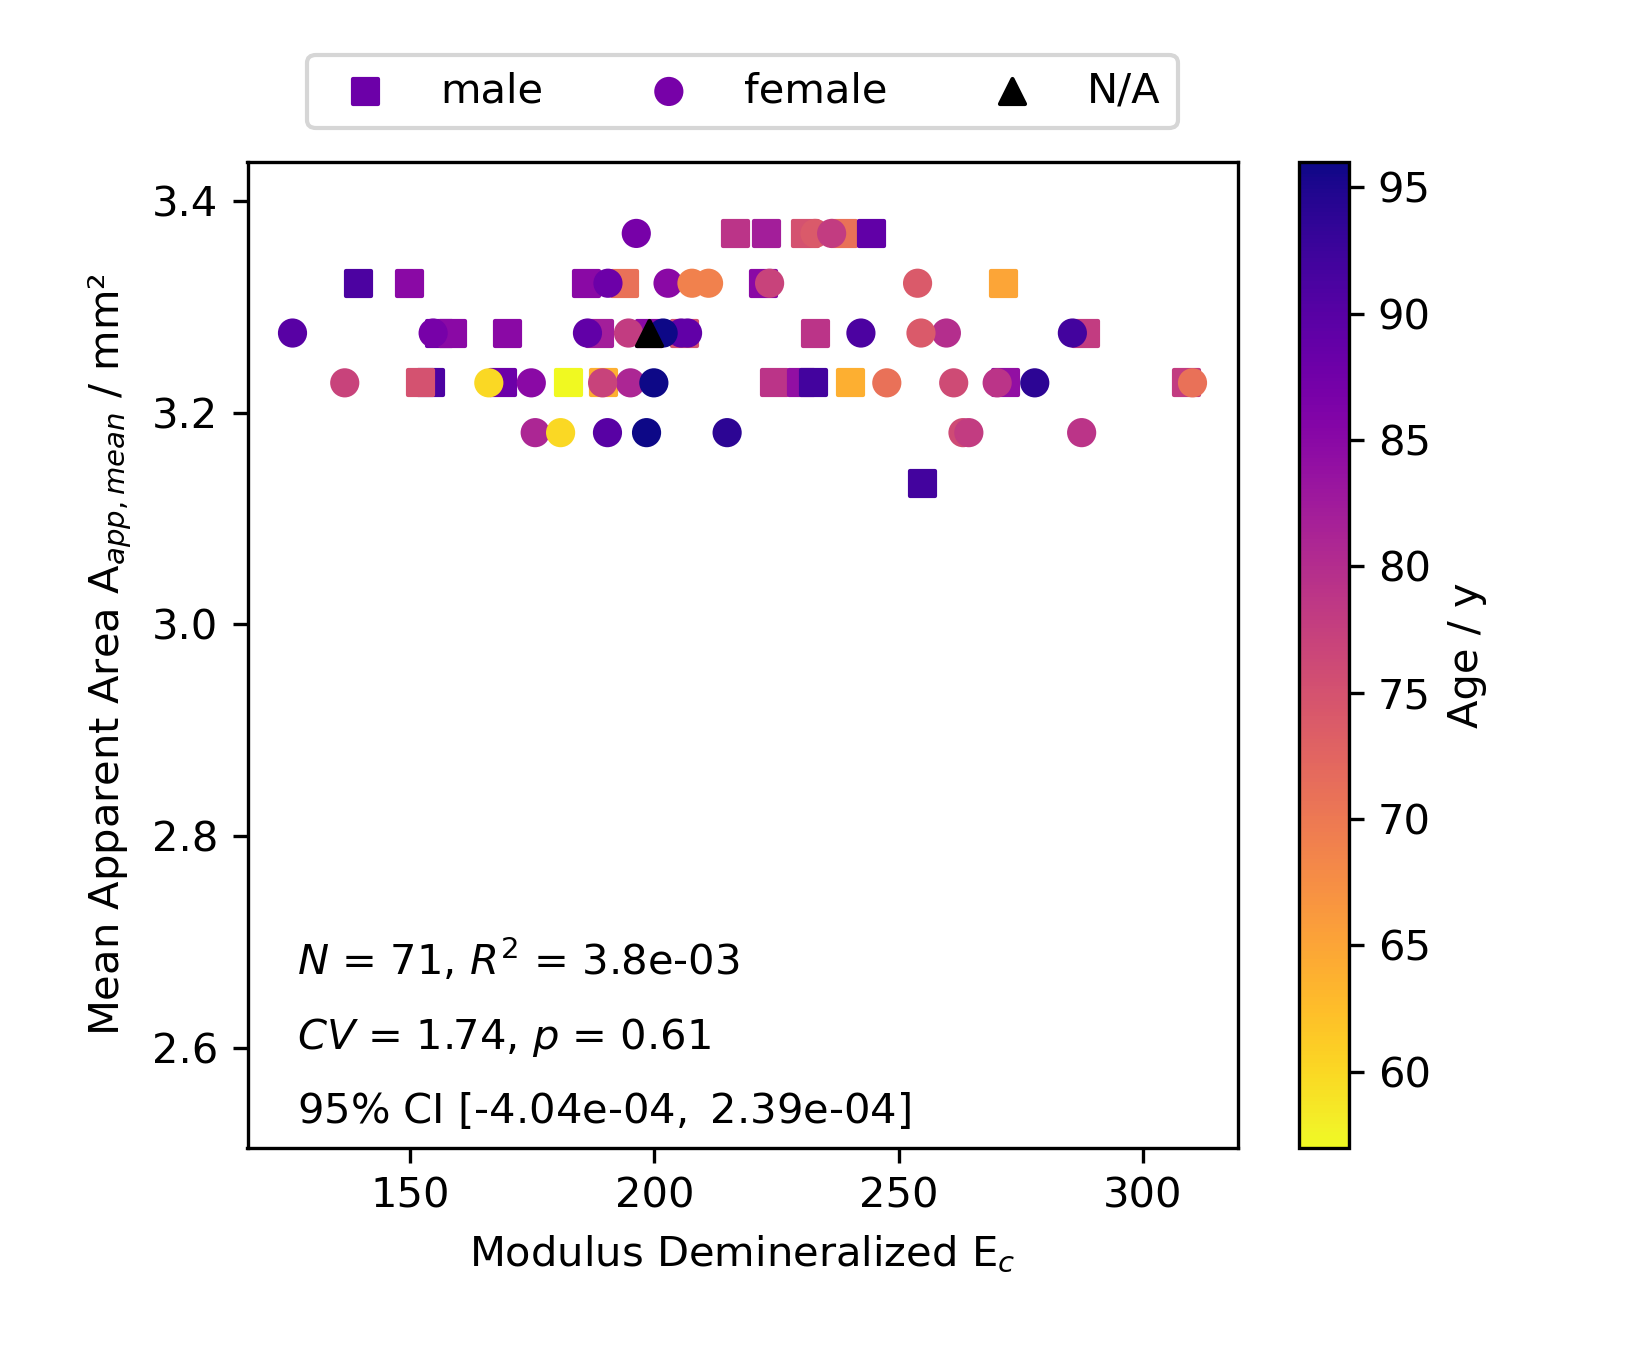 male female N/A
3.4
3.2
3.0
2.8
2.6
Mean Apparent Area A_{app, mean} / mm²
N = 71, R² = 3.8e-03
CV = 1.74, p = 0.61
95% CI [-4.04e-04, 2.39e-04]
150 200 250 300
Modulus Demineralized E_c
95
90
85
80
75
70
65
60
Age / y